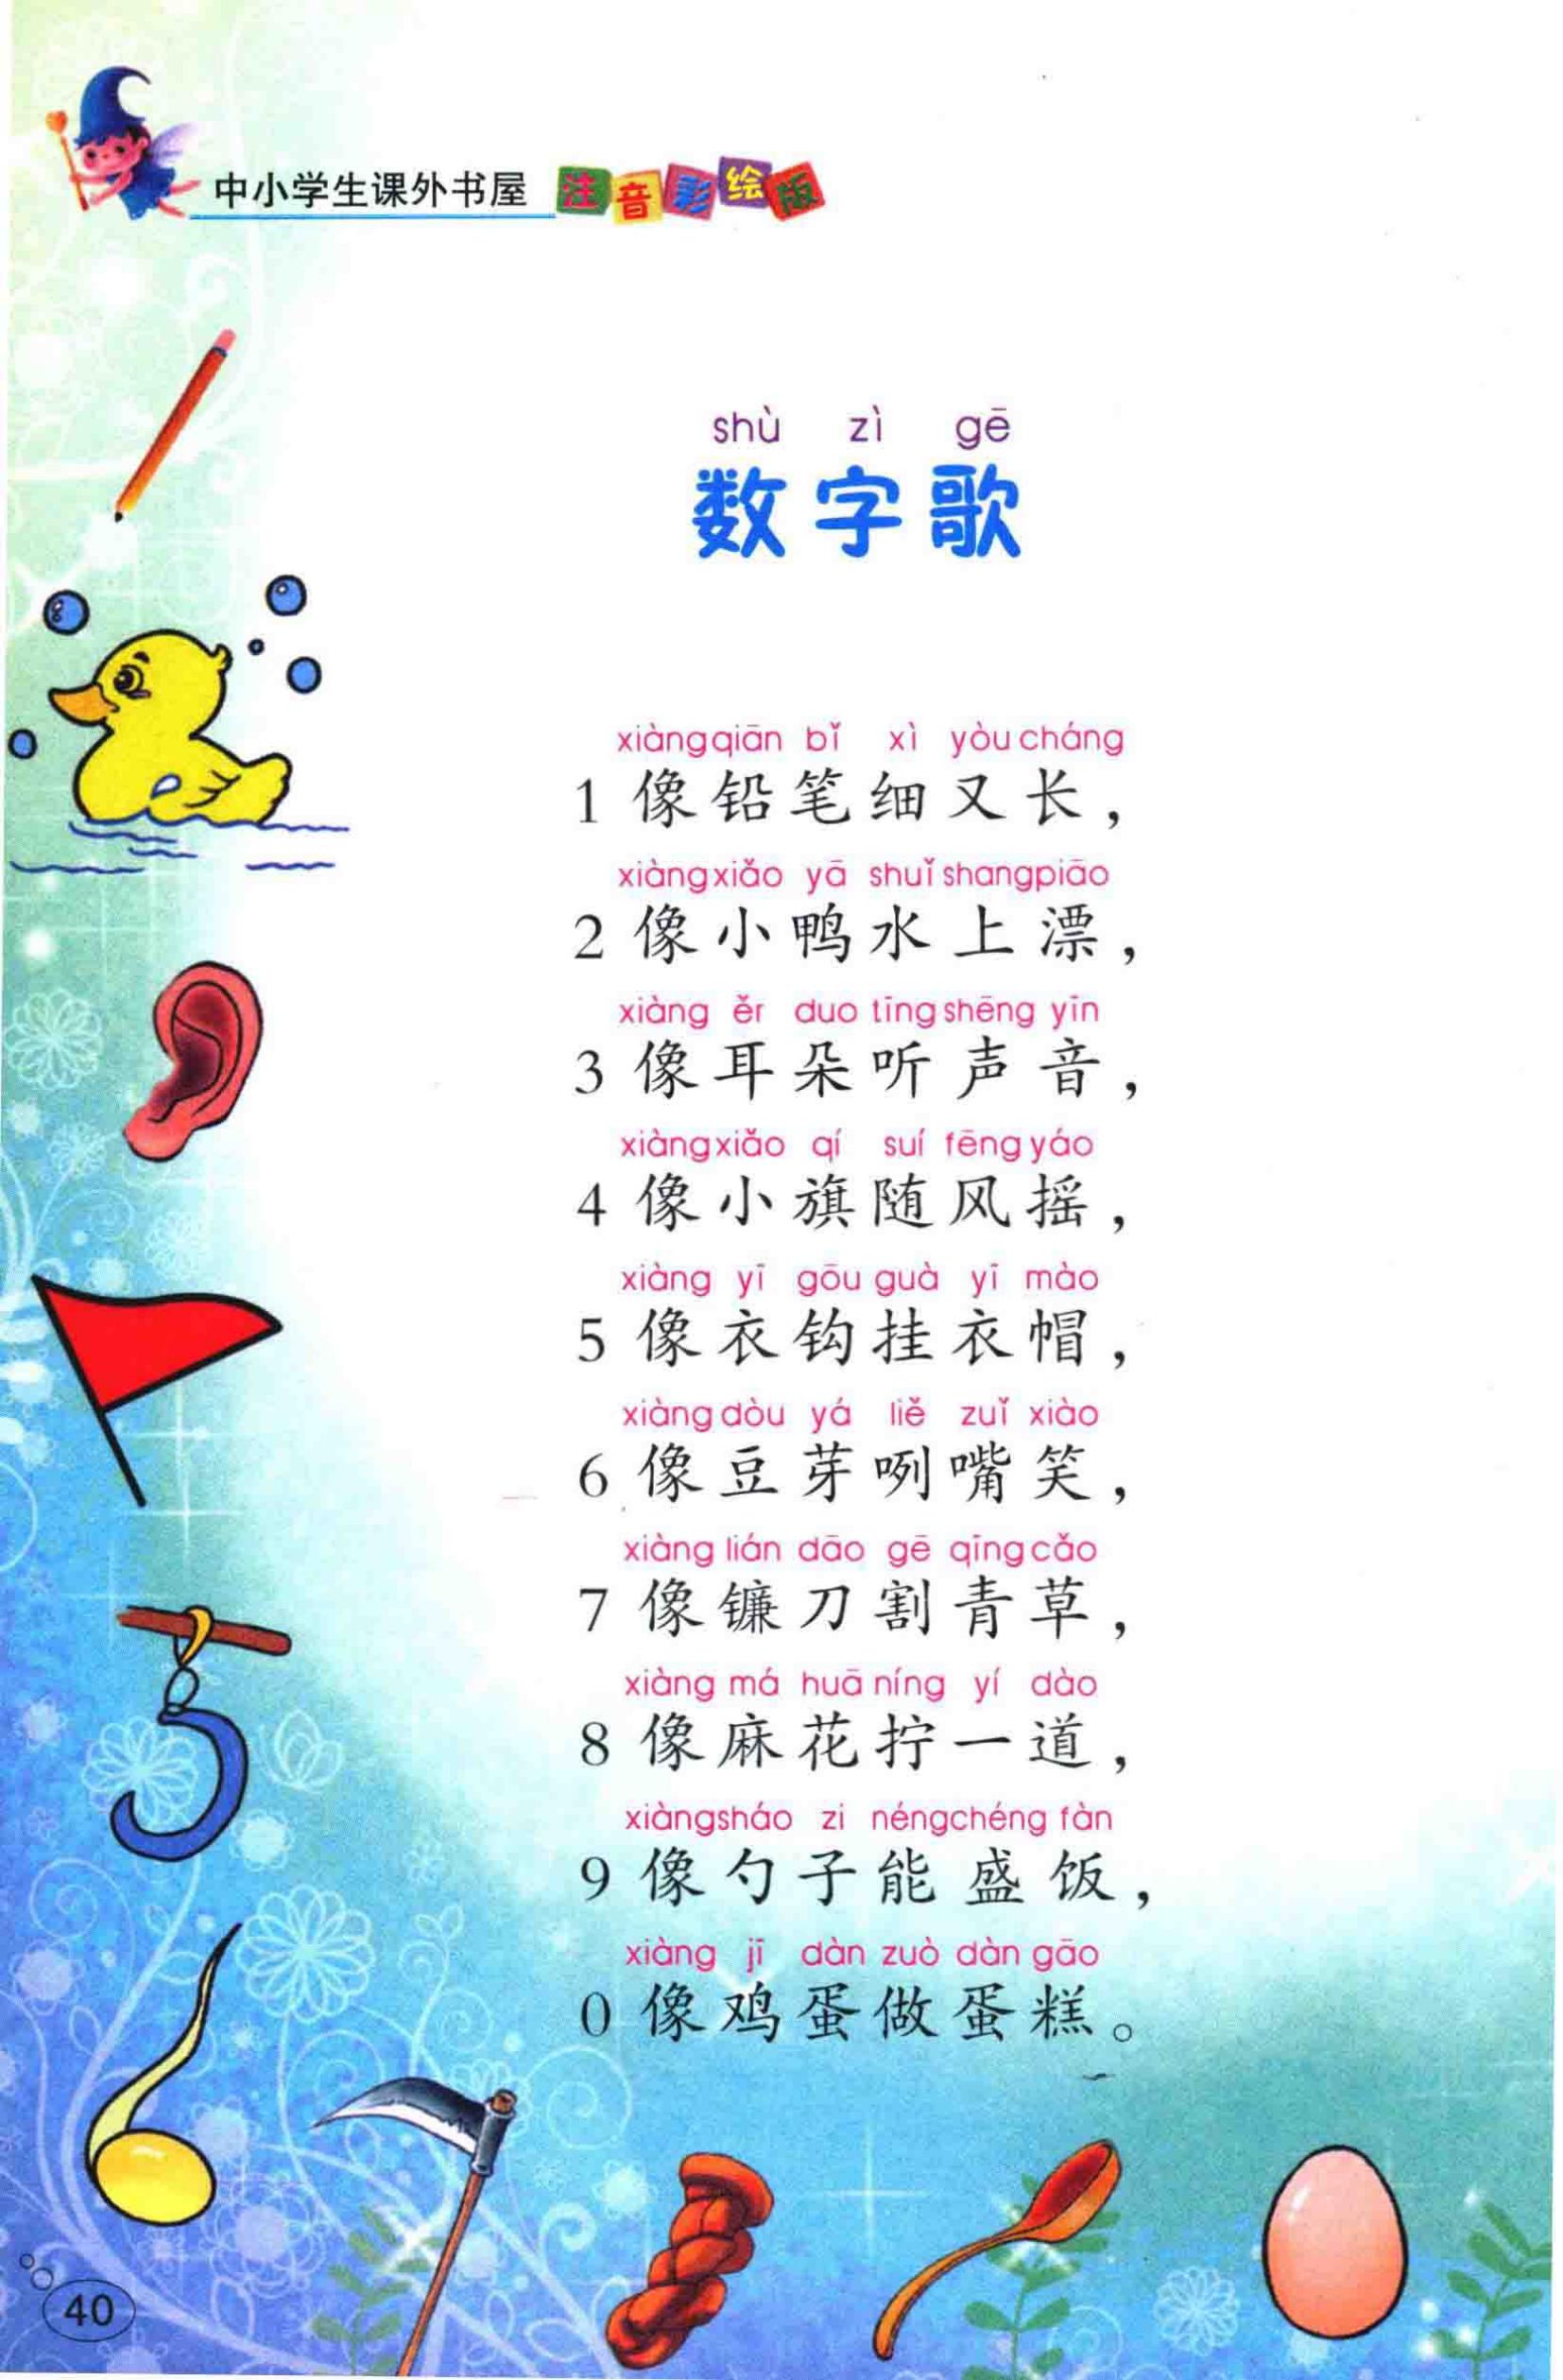 中小学生课外书屋 注音彩绘版
shù zì gē
数字歌
xiàng qiān bǐ xì yòu cháng
1 像铅笔细又长，
xiàng xiǎo yā shuǐ shang piāo
2 像小鸭水上漂，
xiàng ěr duo tīng shēng yīn
3 像耳朵听声音，
xiàng xiǎo qí suí fēng yáo
4 像小旗随风摇，
xiàng yī gōu guà yī mào
5 像衣钩挂衣帽，
xiàng dòu yá liě zuǐ xiào
6 像豆芽咧嘴笑，
xiàng lián dāo gē qīng cǎo
7 像镰刀割青草，
xiàng má huā níng yí dào
8 像麻花拧一道，
xiàng sháo zi néng chéng fàn
9 像勺子能盛饭，
xiàng jī dàn zuò dàn gāo
0 像鸡蛋做蛋糕。
40